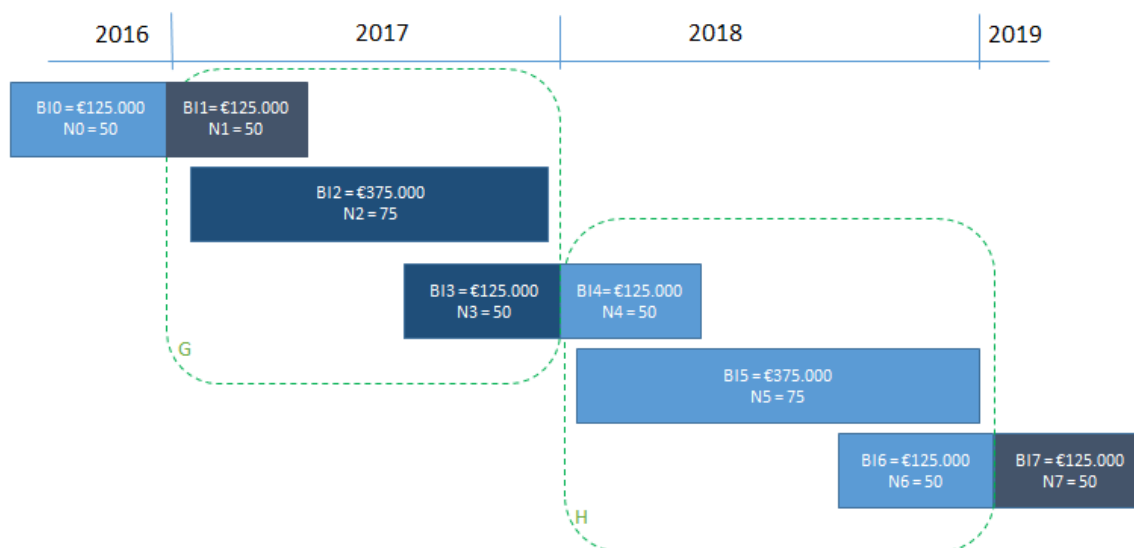 2016 2017 2018 2019
BI0 = €125.000
N0 = 50
BI1= €125.000
N1 = 50
BI2 = €375.000
N2 = 75
BI3 = €125.000
N3 = 50
BI4= €125.000
N4 = 50
G
BI5 = €375.000
N5 = 75
BI6 = €125.000
N6 = 50
BI7 = €125.000
N7 = 50
H